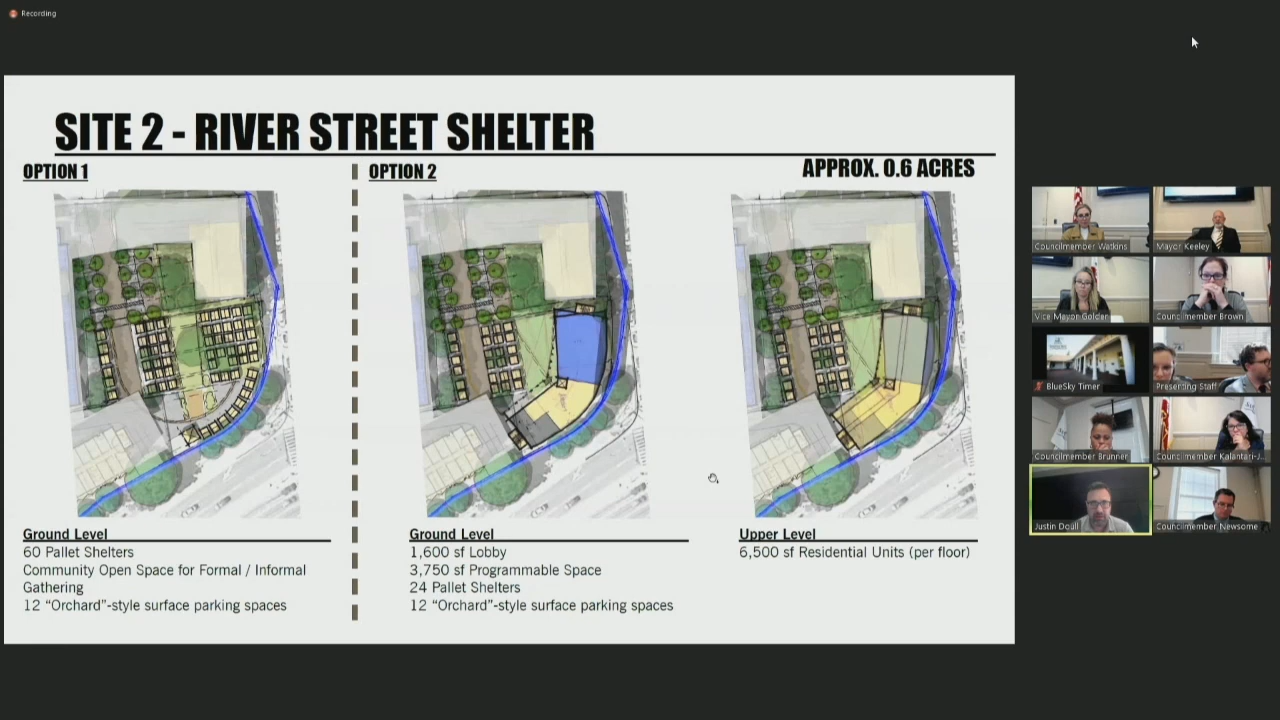 Recording
SITE 2 - RIVER STREET SHELTER
OPTION 1
OPTION 2
APPROX. 0.6 ACRES
Ground Level
60 Pallet Shelters
Community Open Space for Formal / Informal
Gathering
12 “Orchard”-style surface parking spaces
Ground Level
1,600 sf Lobby
3,750 sf Programmable Space
24 Pallet Shelters
12 “Orchard”-style surface parking spaces
Upper Level
6,500 sf Residential Units (per floor)
Councilmember Watkins
Mayor Keeley
Vice Mayor Golder
Councilmember Brown
BlueSky Timer
Presenting Staff
Councilmember Brunner
Councilmember Kalantari-J...
Justin Doull
Councilmember Newsome